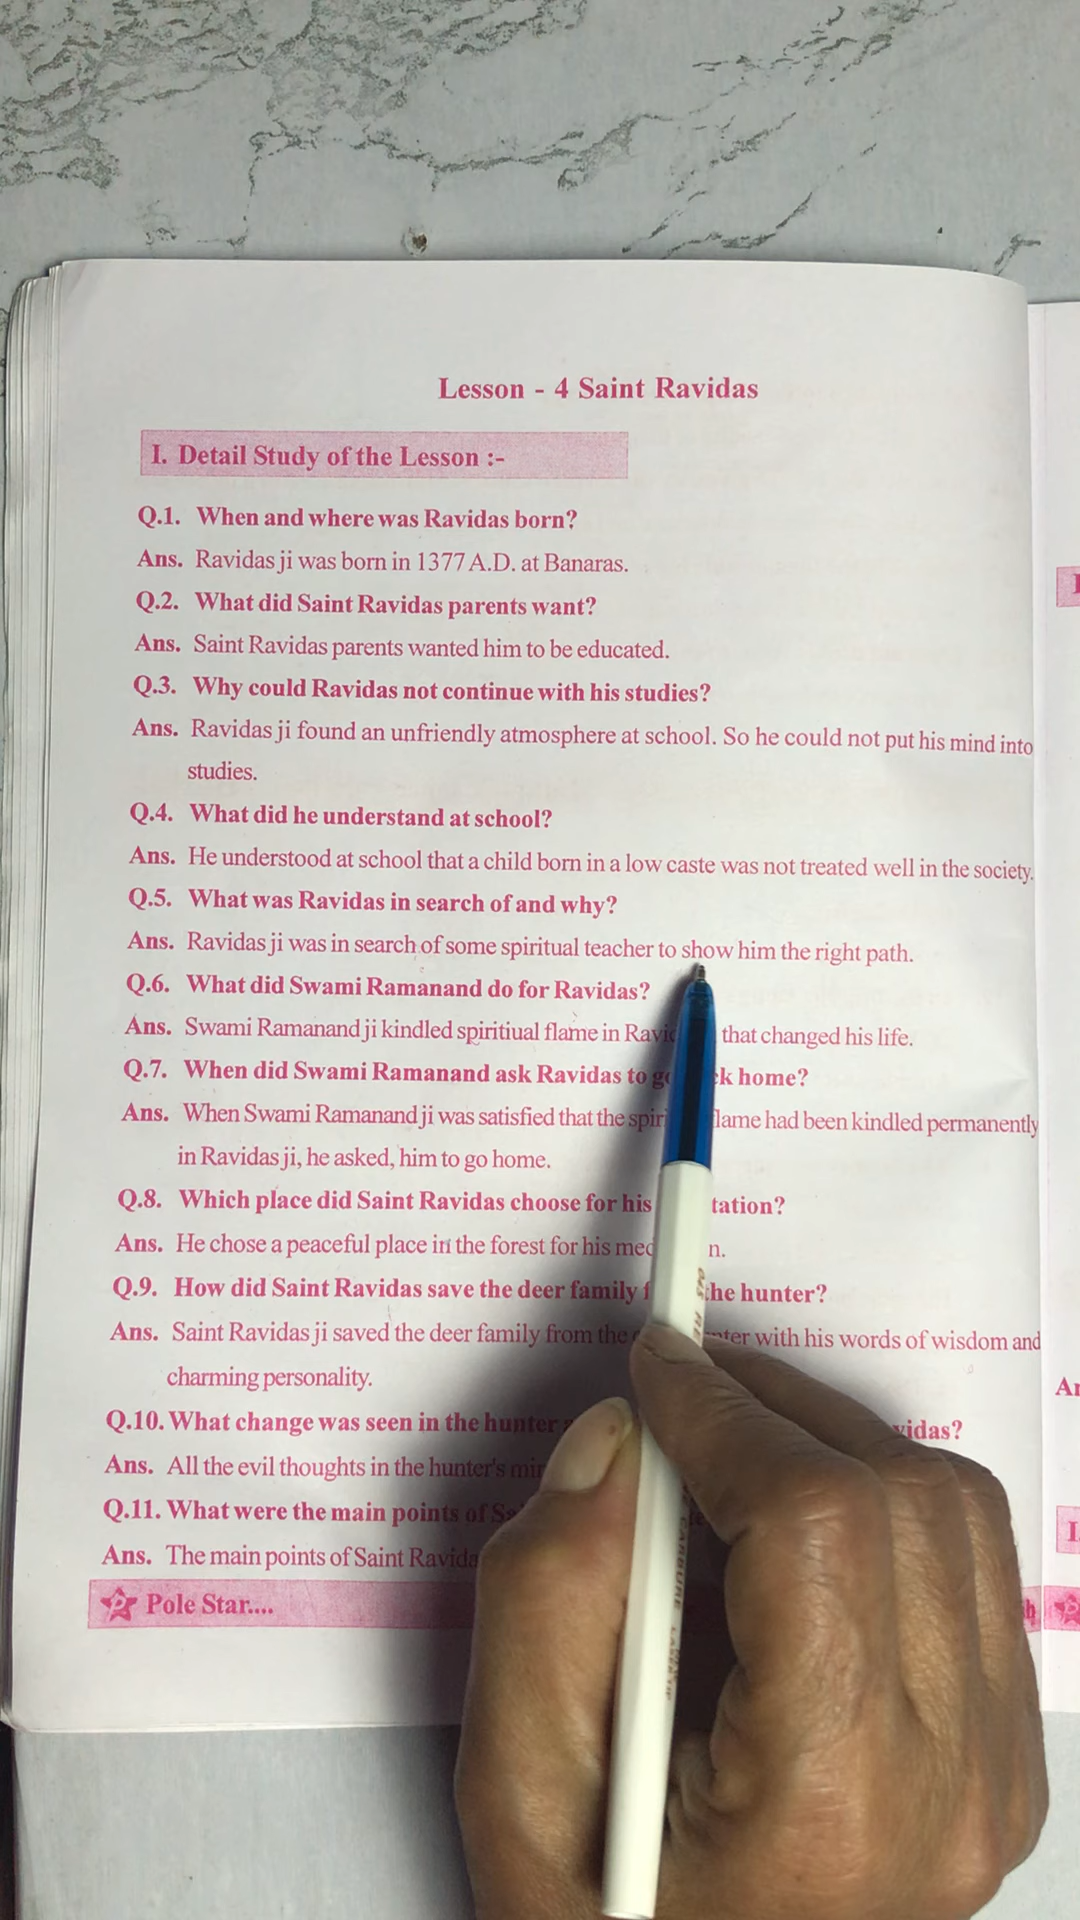 Lesson - 4 Saint Ravidas
I. Detail Study of the Lesson :-
Q.1. When and where was Ravidas born?
Ans. Ravidas ji was born in 1377 A.D. at Banaras.
Q.2. What did Saint Ravidas parents want?
Ans. Saint Ravidas parents wanted him to be educated.
Q.3. Why could Ravidas not continue with his studies?
Ans. Ravidas ji found an unfriendly atmosphere at school. So he could not put his mind into
studies.
Q.4. What did he understand at school?
Ans. He understood at school that a child born in a low caste was not treated well in the society.
Q.5. What was Ravidas in search of and why?
Ans. Ravidas ji was in search of some spiritual teacher to show him the right path.
Q.6. What did Swami Ramanand do for Ravidas?
Ans. Swami Ramanand ji kindled spiritiual flame in that changed his life.
Q.7. When did Swami Ramanand ask Ravidas to home?
Ans. When Swami Ramanand ji was satisfied that the had been kindled permanently
in Ravidas ji, he asked, him to go home.
Q.8. Which place did Saint Ravidas choose for his
Ans. He chose a peaceful place in the forest for his
Q.9. How did Saint Ravidas save the deer family the hunter?
Ans. Saint Ravidas ji saved the deer family from the with his words of wisdom and
charming personality.
Q.10. What change was seen in the hunter
Ans. All the evil thoughts in the hunter's
Q.11. What were the main points of
Ans. The main points of Saint
Pole Star....